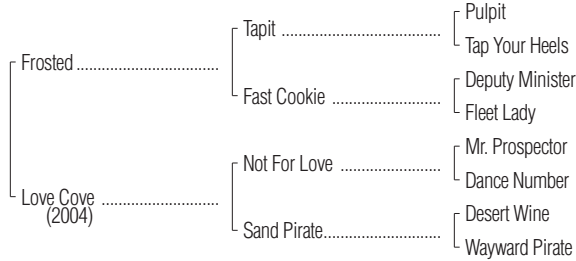 Pulpit
Tapit
Tap Your Heels
Frosted
Deputy Minister
Fast Cookie
Fleet Lady
Mr. Prospector
Not For Love
Dance Number
Love Cove
(2004)
Desert Wine
Sand Pirate
Wayward Pirate